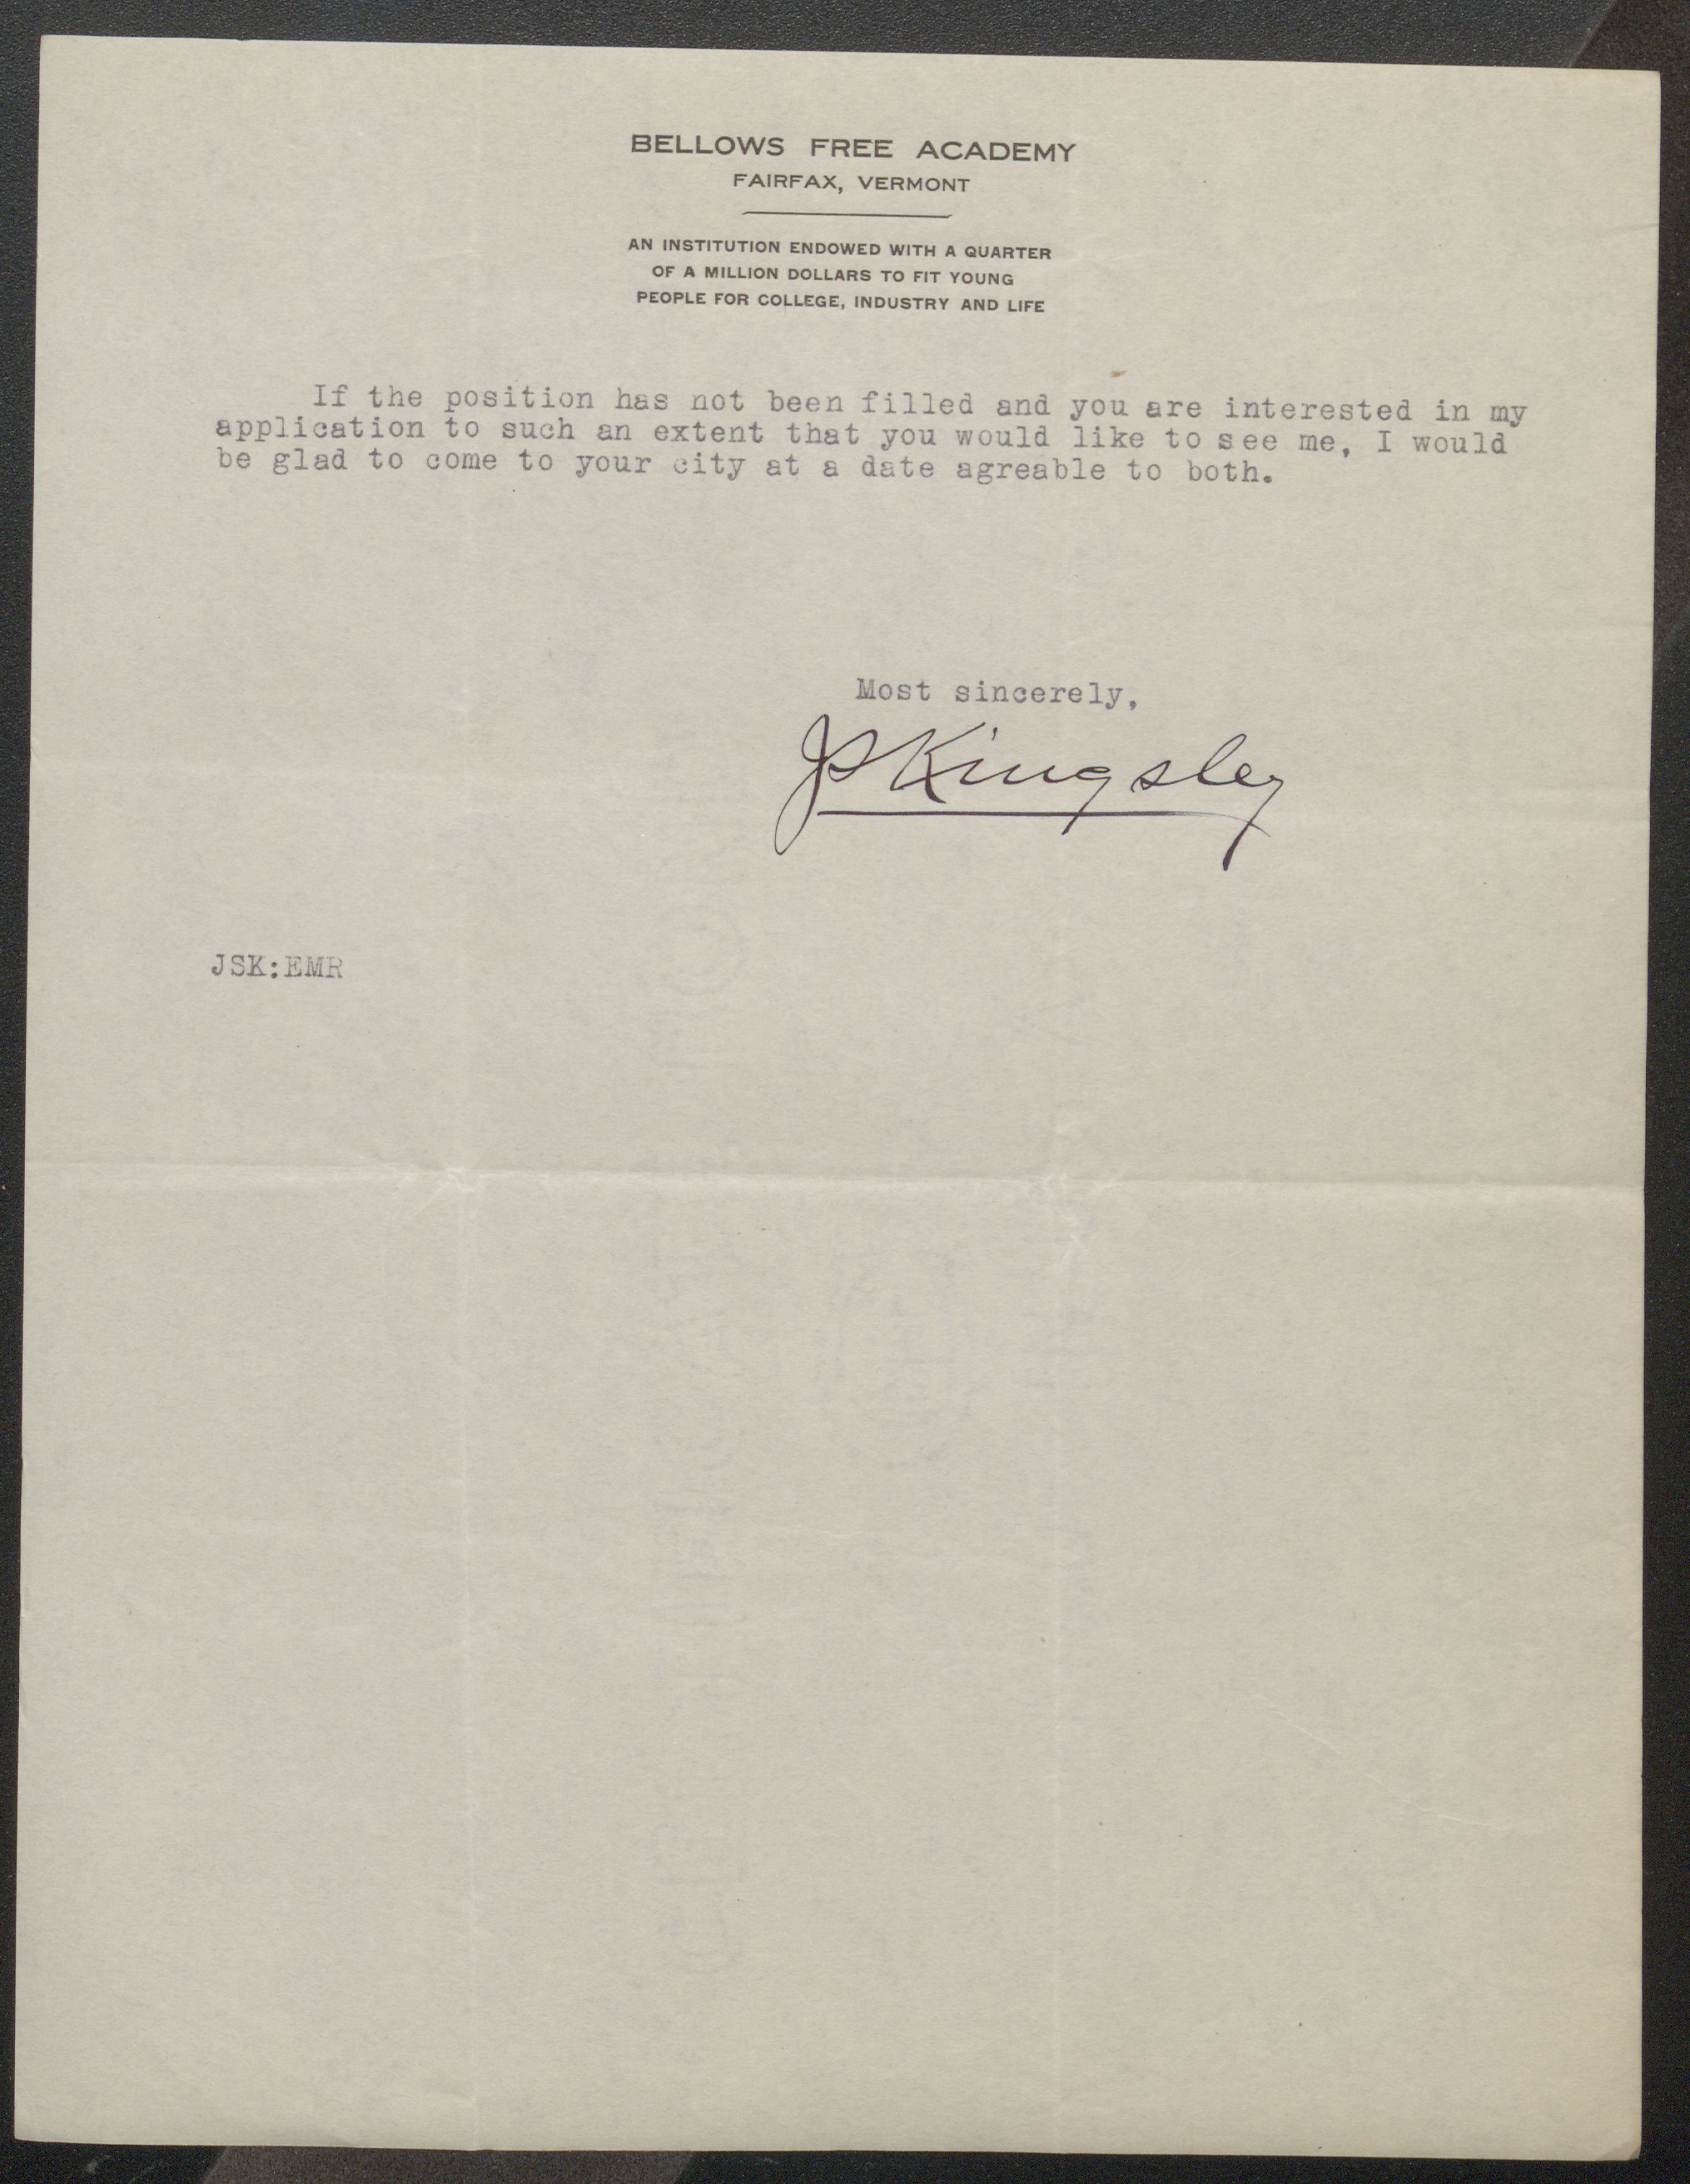 BELLOWS FREE ACADEMY
FAIRFAX, VERMONT
AN INSTITUTION ENDOWED WITH A QUARTER
OF A MILLION DOLLARS TO FIT YOUNG
PEOPLE FOR COLLEGE, INDUSTRY AND LIFE
If the position has not been filled and you are interested in my
application to such an extent that you would like to see me, I would
be glad to come to your city at a date agreable to both.
Most sincerely,
JSKingsley
JSK:EMR